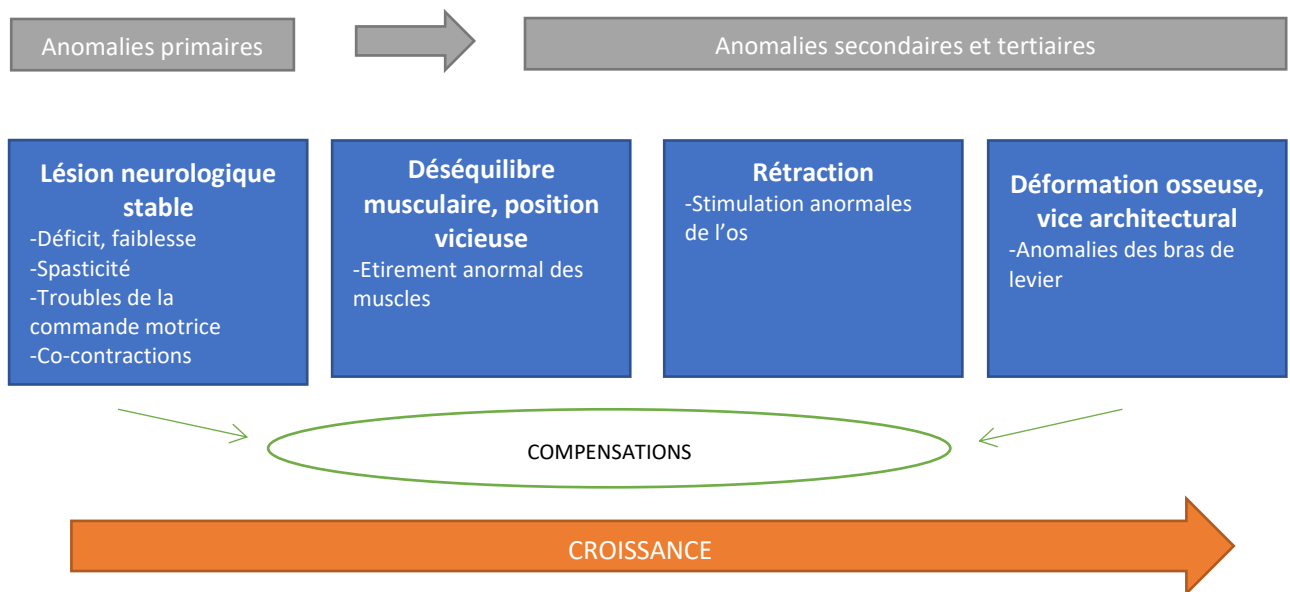 Anomalies primaires
Anomalies secondaires et tertiaires
Lésion neurologique
stable
-Déficit, faiblesse
-Spasticité
-Troubles de la
commande motrice
-Co-contractions
Déséquilibre
musculaire, position
vicieuse
-Etirement anormal des
muscles
Rétraction
-Stimulation anormales
de l’os
Déformation osseuse,
vice architectural
-Anomalies des bras de
levier
COMPENSATIONS
CROISSANCE